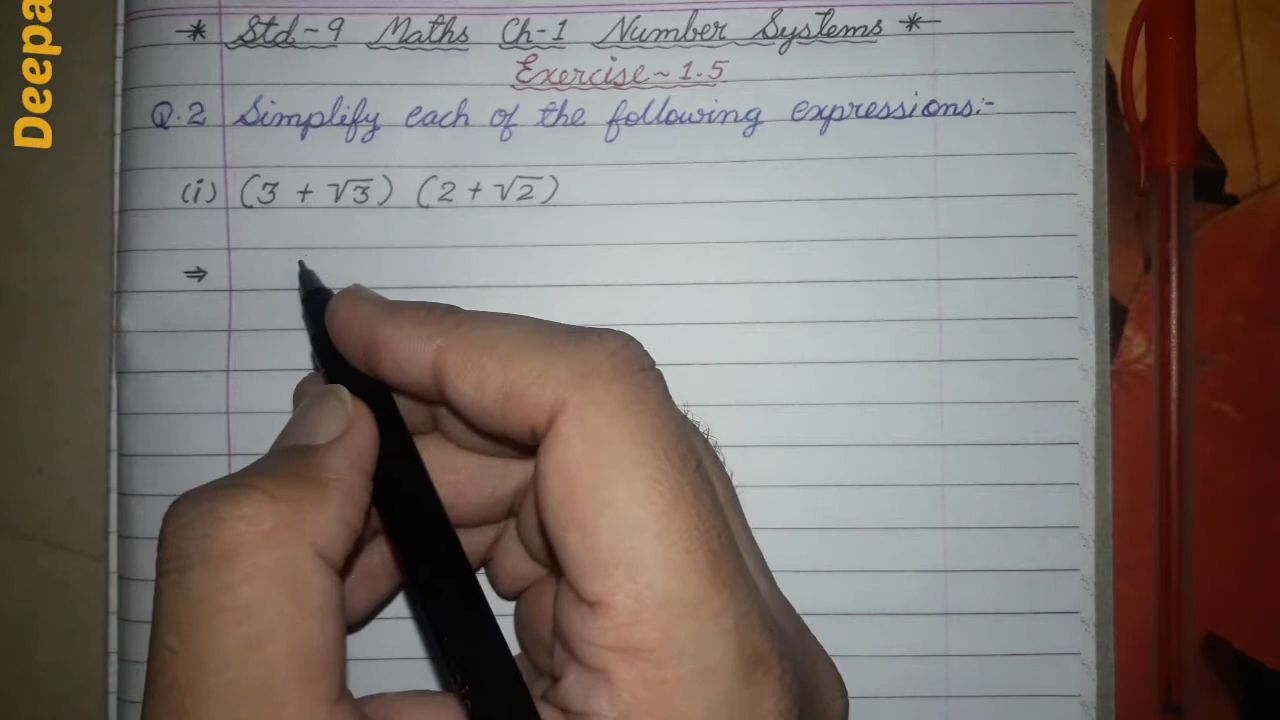 Deepa
* Std-9 Maths Ch-1 Number Systems *
Exercise-1.5
Q.2 Simplify each of the following expressions:-
(i) (3 + √3) (2 + √2)
⇒